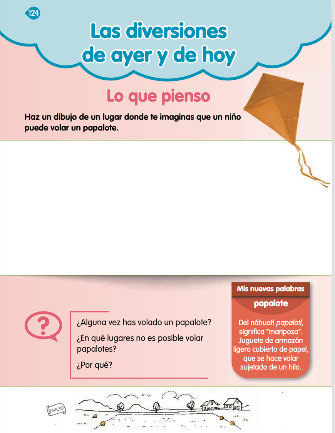 124
Las diversiones
de ayer y de hoy
Lo que pienso
Haz un dibujo de un lugar donde te imaginas que un niño
puede volar un papalote.
¿Alguna vez has volado un papalote?
¿En qué lugares no es posible volar
papalotes?
¿Por qué?
Mis nuevas palabras
papalote
Del náhuatl papalotl,
significa "mariposa".
Juguete de armazón
ligero cubierto de papel,
que se hace volar
sujetado de un hilo.